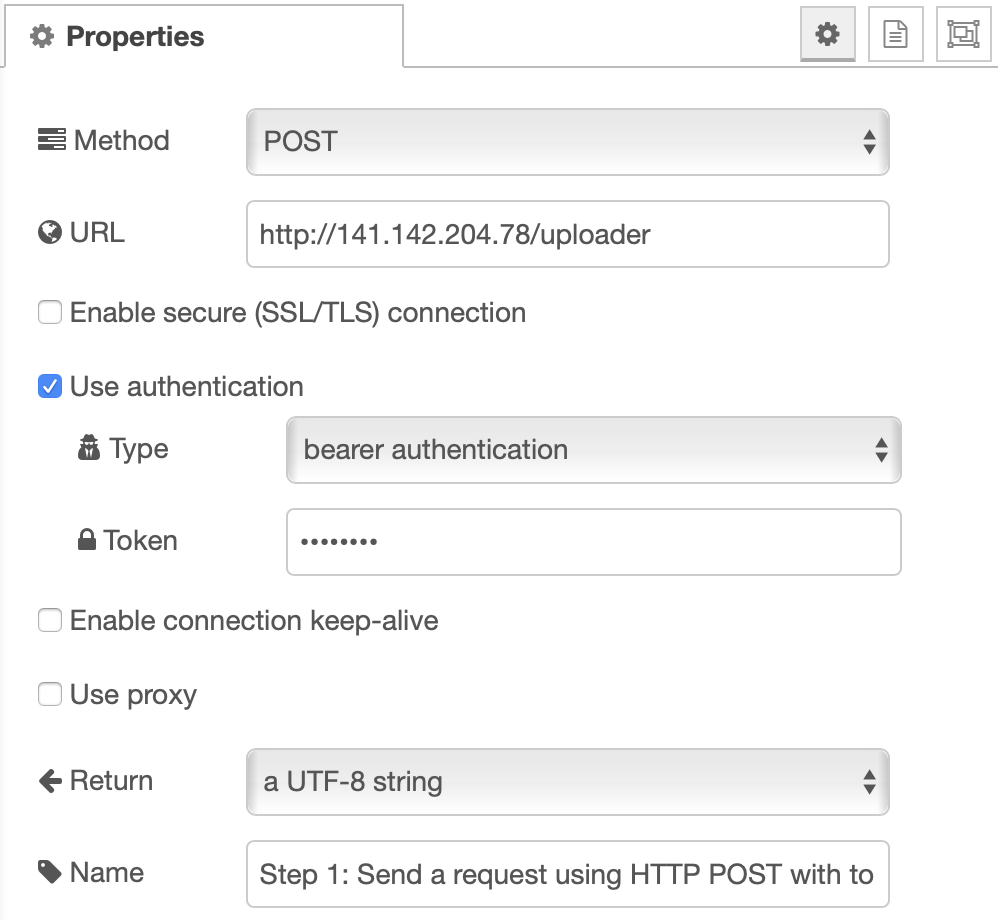 Properties
Method POST
URL http://141.142.204.78/uploader
Enable secure (SSL/TLS) connection
Use authentication
Type bearer authentication
Token ••••••••
Enable connection keep-alive
Use proxy
Return a UTF-8 string
Name Step 1: Send a request using HTTP POST with to